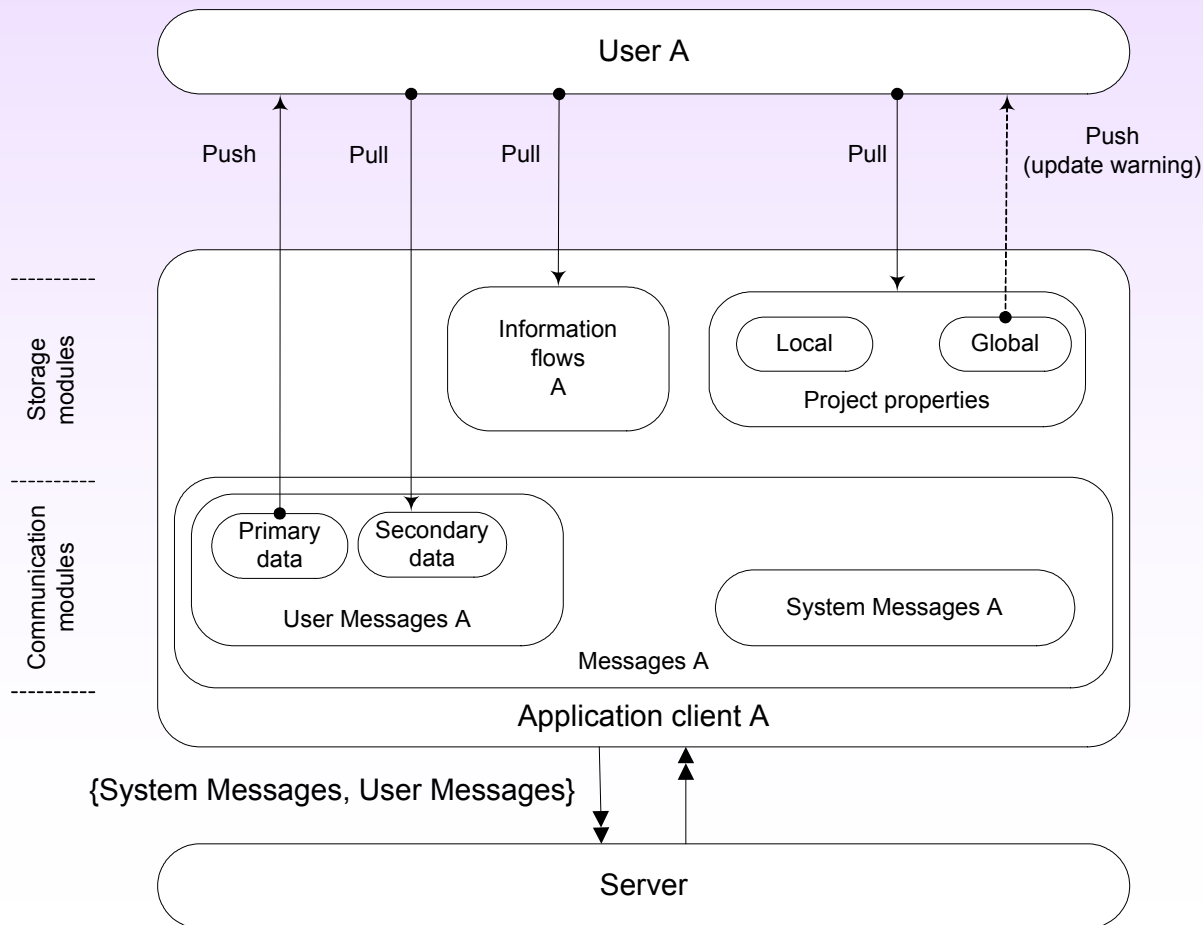 User A
Push
Pull
Pull
Pull
Push
(update warning)
Storage
modules
Information
flows
A
Local
Global
Project properties
Communication
modules
Primary
data
Secondary
data
User Messages A
System Messages A
Messages A
Application client A
{System Messages, User Messages}
Server